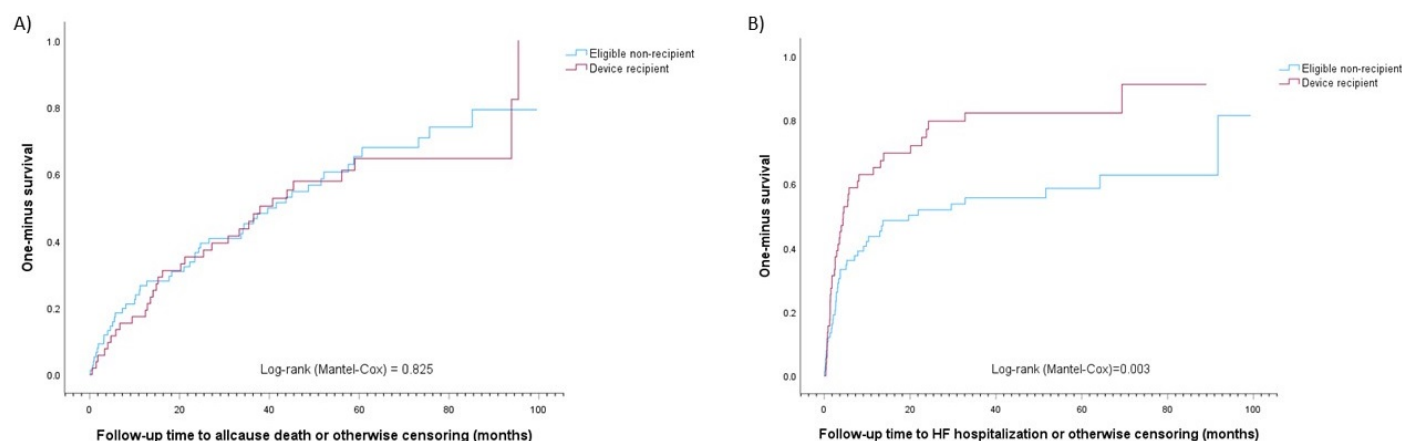 A)
Eligible non-recipient
Device recipient
One-minus survival
1.0
0.8
0.6
0.4
0.2
0.0
Log-rank (Mantel-Cox) = 0.825
0 20 40 60 80 100
Follow-up time to allcause death or otherwise censoring (months)
B)
Eligible non-recipient
Device recipient
One-minus survival
1.0
0.8
0.6
0.4
0.2
0.0
Log-rank (Mantel-Cox)=0.003
0 20 40 60 80 100
Follow-up time to HF hospitalization or otherwise censoring (months)